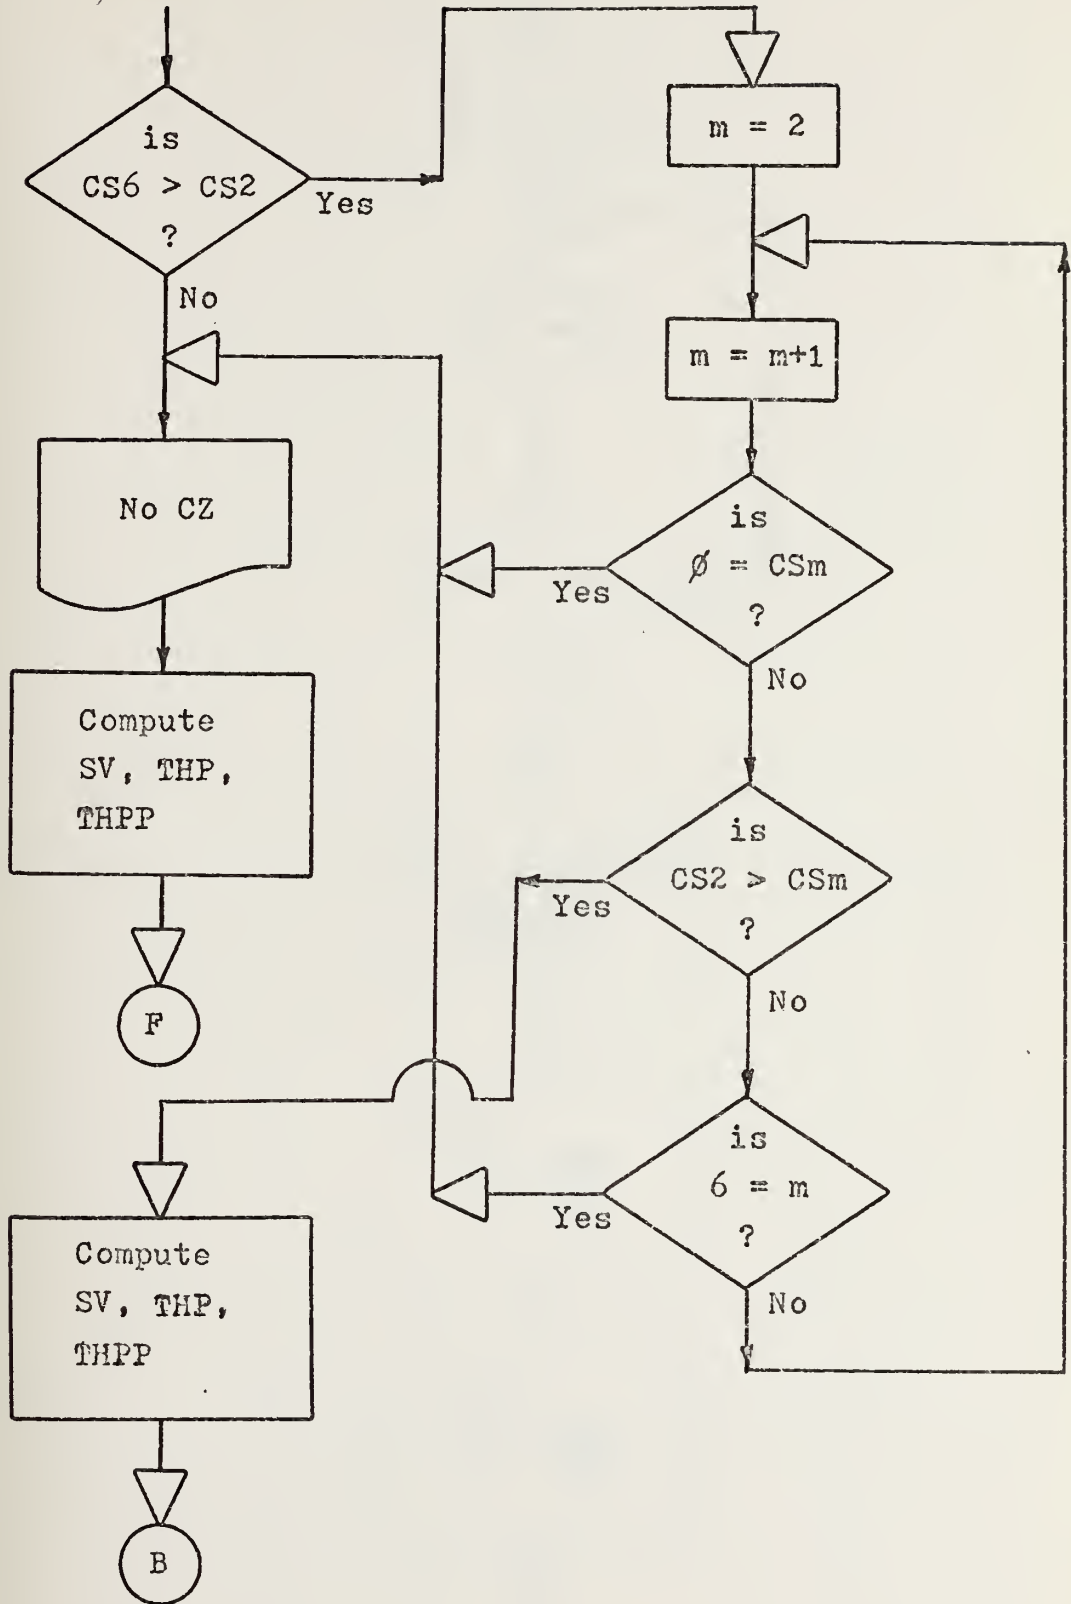 is
CS6 > CS2
?
Yes
No
No CZ
Compute
SV, THP,
THPP
F
Compute
SV, THP,
THPP
B
m = 2
m = m+1
is
Ø = CSm
?
Yes
No
is
CS2 > CSm
?
Yes
No
is
6 = m
?
Yes
No